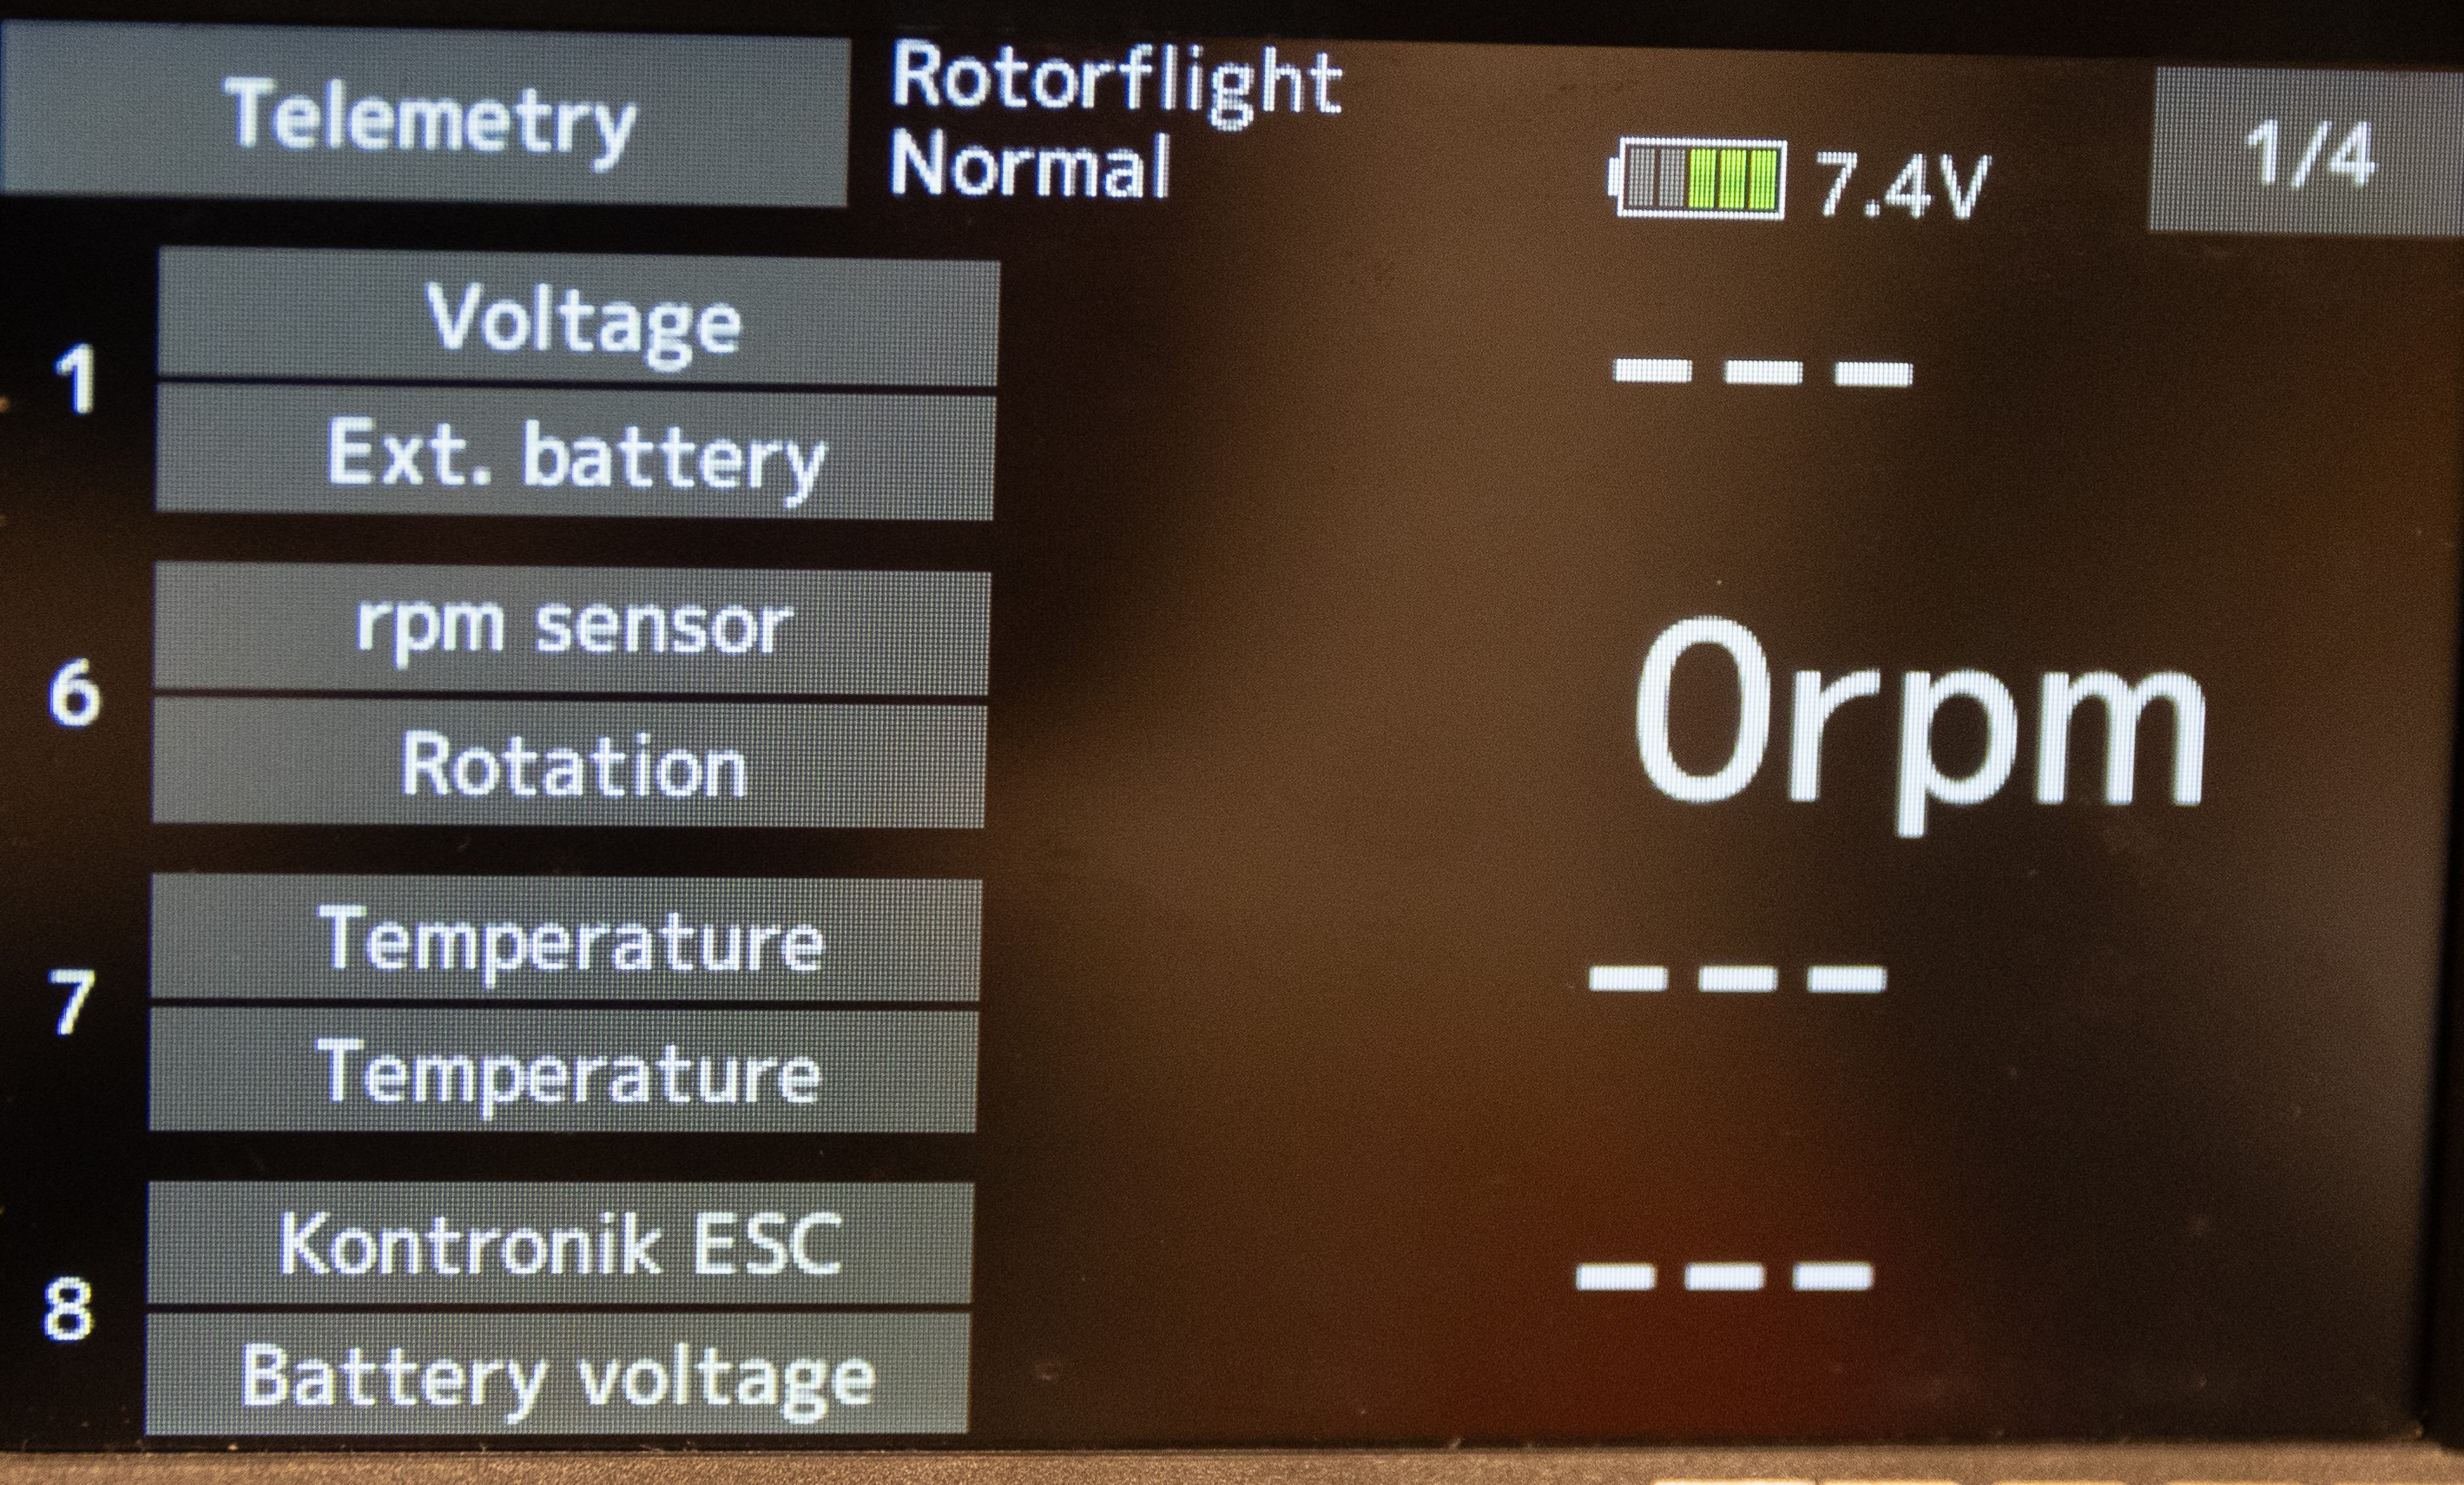 Telemetry
Rotorflight
Normal
7.4V
1/4
1
Voltage
Ext. battery
---
6
rpm sensor
Rotation
0rpm
7
Temperature
Temperature
---
8
Kontronik ESC
Battery voltage
---